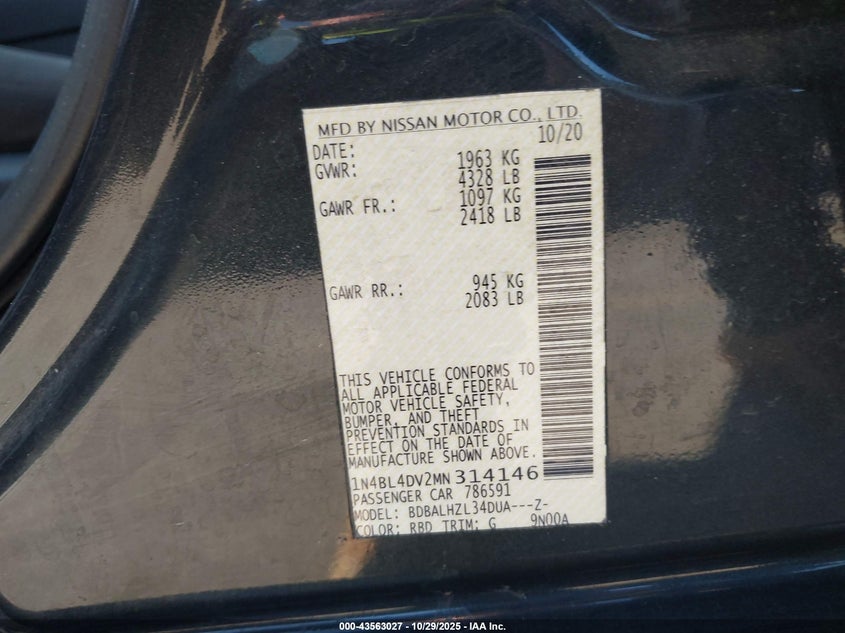 MFD BY NISSAN MOTOR CO., LTD.
DATE: 10/20
GVWR: 1963 KG
4328 LB
GAWR FR.: 1097 KG
2418 LB
GAWR RR.: 945 KG
2083 LB
THIS VEHICLE CONFORMS TO
ALL APPLICABLE FEDERAL
MOTOR VEHICLE SAFETY,
BUMPER, AND THEFT
PREVENTION STANDARDS IN
EFFECT ON THE DATE OF
MANUFACTURE SHOWN ABOVE.
1N4BL4DV2MN314146
PASSENGER CAR 786591
MODEL: BDBALHZL34DUA---Z-
COLOR: RBD TRIM: G 9N00A
000-43563027 - 10/29/2025 - IAA Inc.